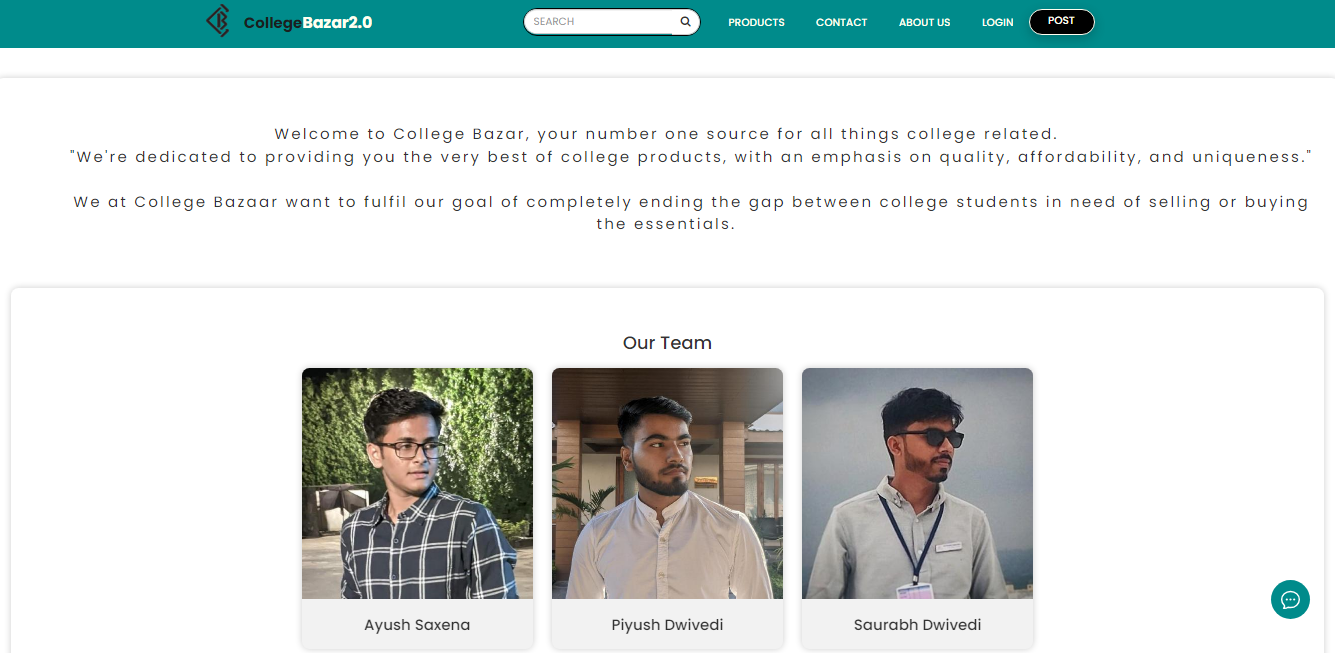 CollegeBazar2.0
SEARCH
PRODUCTS
CONTACT
ABOUT US
LOGIN
POST
Welcome to College Bazar, your number one source for all things college related.
"We're dedicated to providing you the very best of college products, with an emphasis on quality, affordability, and uniqueness."
We at College Bazaar want to fulfil our goal of completely ending the gap between college students in need of selling or buying
the essentials.
Our Team
Ayush Saxena
Piyush Dwivedi
Saurabh Dwivedi